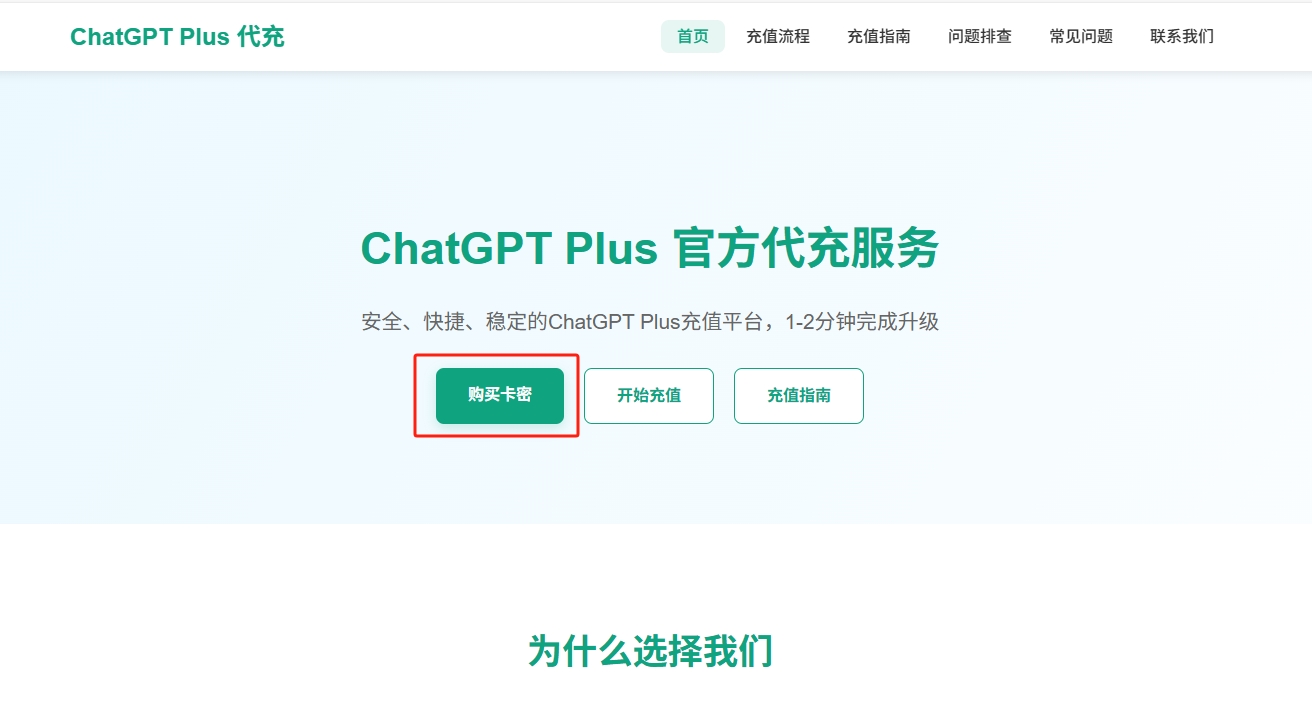 ChatGPT Plus 代充
首页 充值流程 充值指南 问题排查 常见问题 联系我们
ChatGPT Plus 官方代充服务
安全、快捷、稳定的ChatGPT Plus充值平台，1-2分钟完成升级
购买卡密 开始充值 充值指南
为什么选择我们